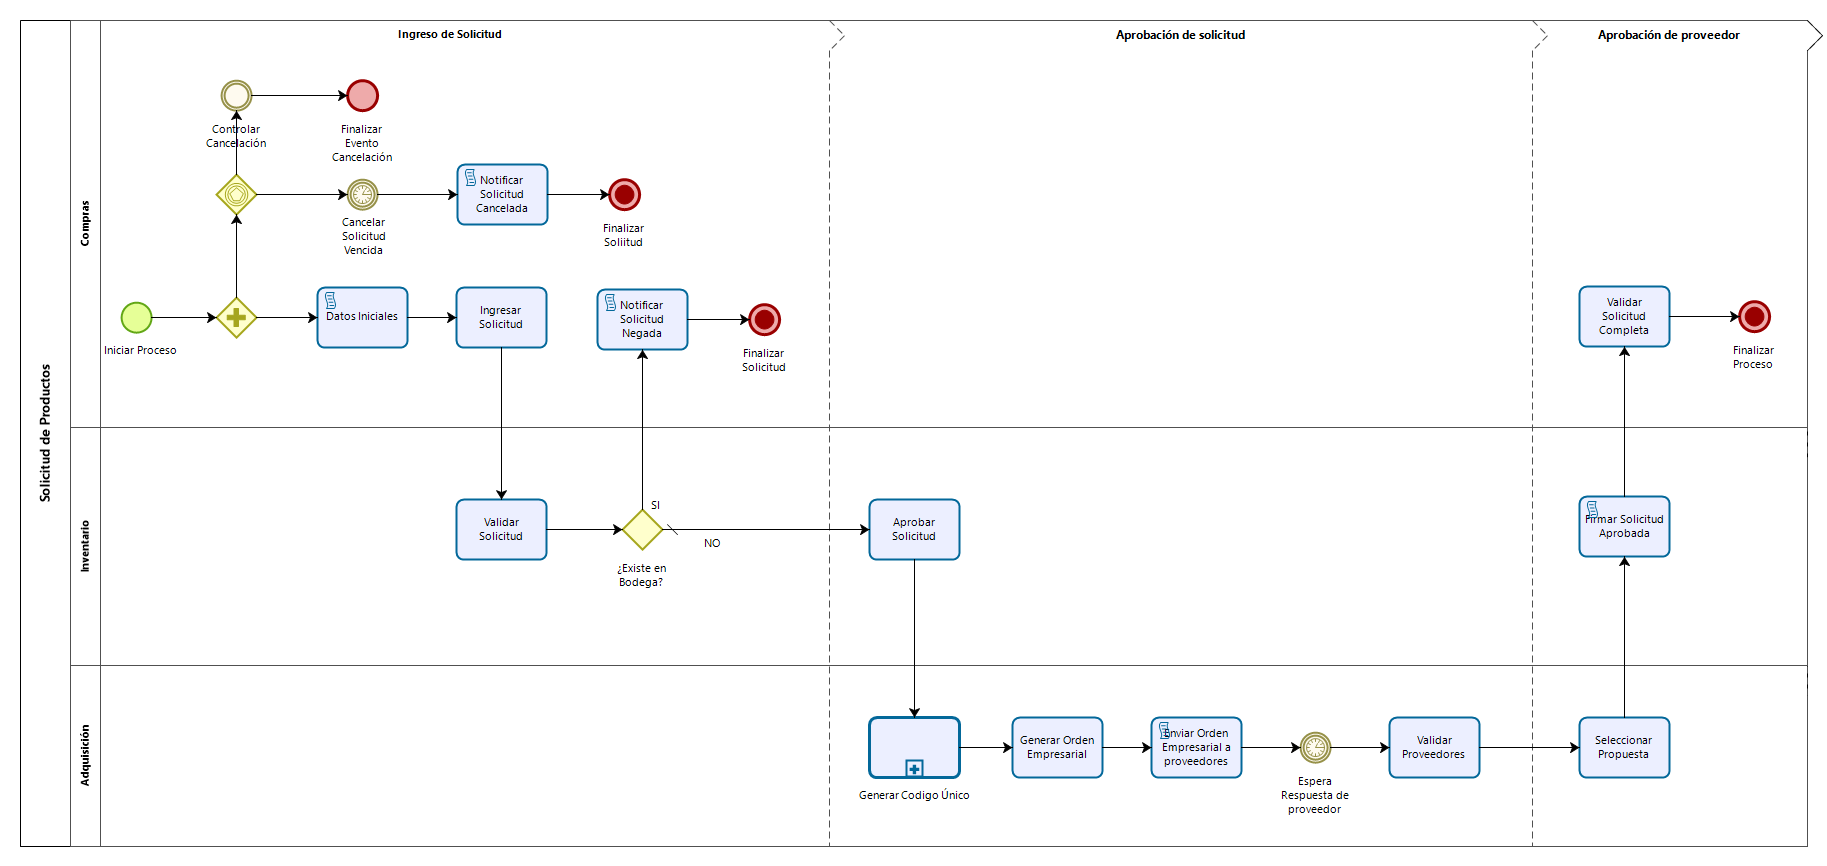 Solicitud de Productos
Ingreso de Solicitud
Aprobación de solicitud
Aprobación de proveedor
Compras
Controlar
Cancelación
Finalizar
Evento
Cancelación
Cancelar
Solicitud
Vencida
Notificar
Solicitud
Cancelada
Finalizar
Soliitud
Iniciar Proceso
Datos Iniciales
Ingresar
Solicitud
Notificar
Solicitud
Negada
Finalizar
Solicitud
Validar
Solicitud
Completa
Finalizar
Proceso
Inventario
Validar
Solicitud
¿Existe en
Bodega?
SI
NO
Aprobar
Solicitud
Firmar Solicitud
Aprobada
Adquisición
Generar Codigo Único
Generar Orden
Empresarial
Enviar Orden
Empresarial a
proveedores
Espera
Respuesta de
proveedor
Validar
Proveedores
Seleccionar
Propuesta